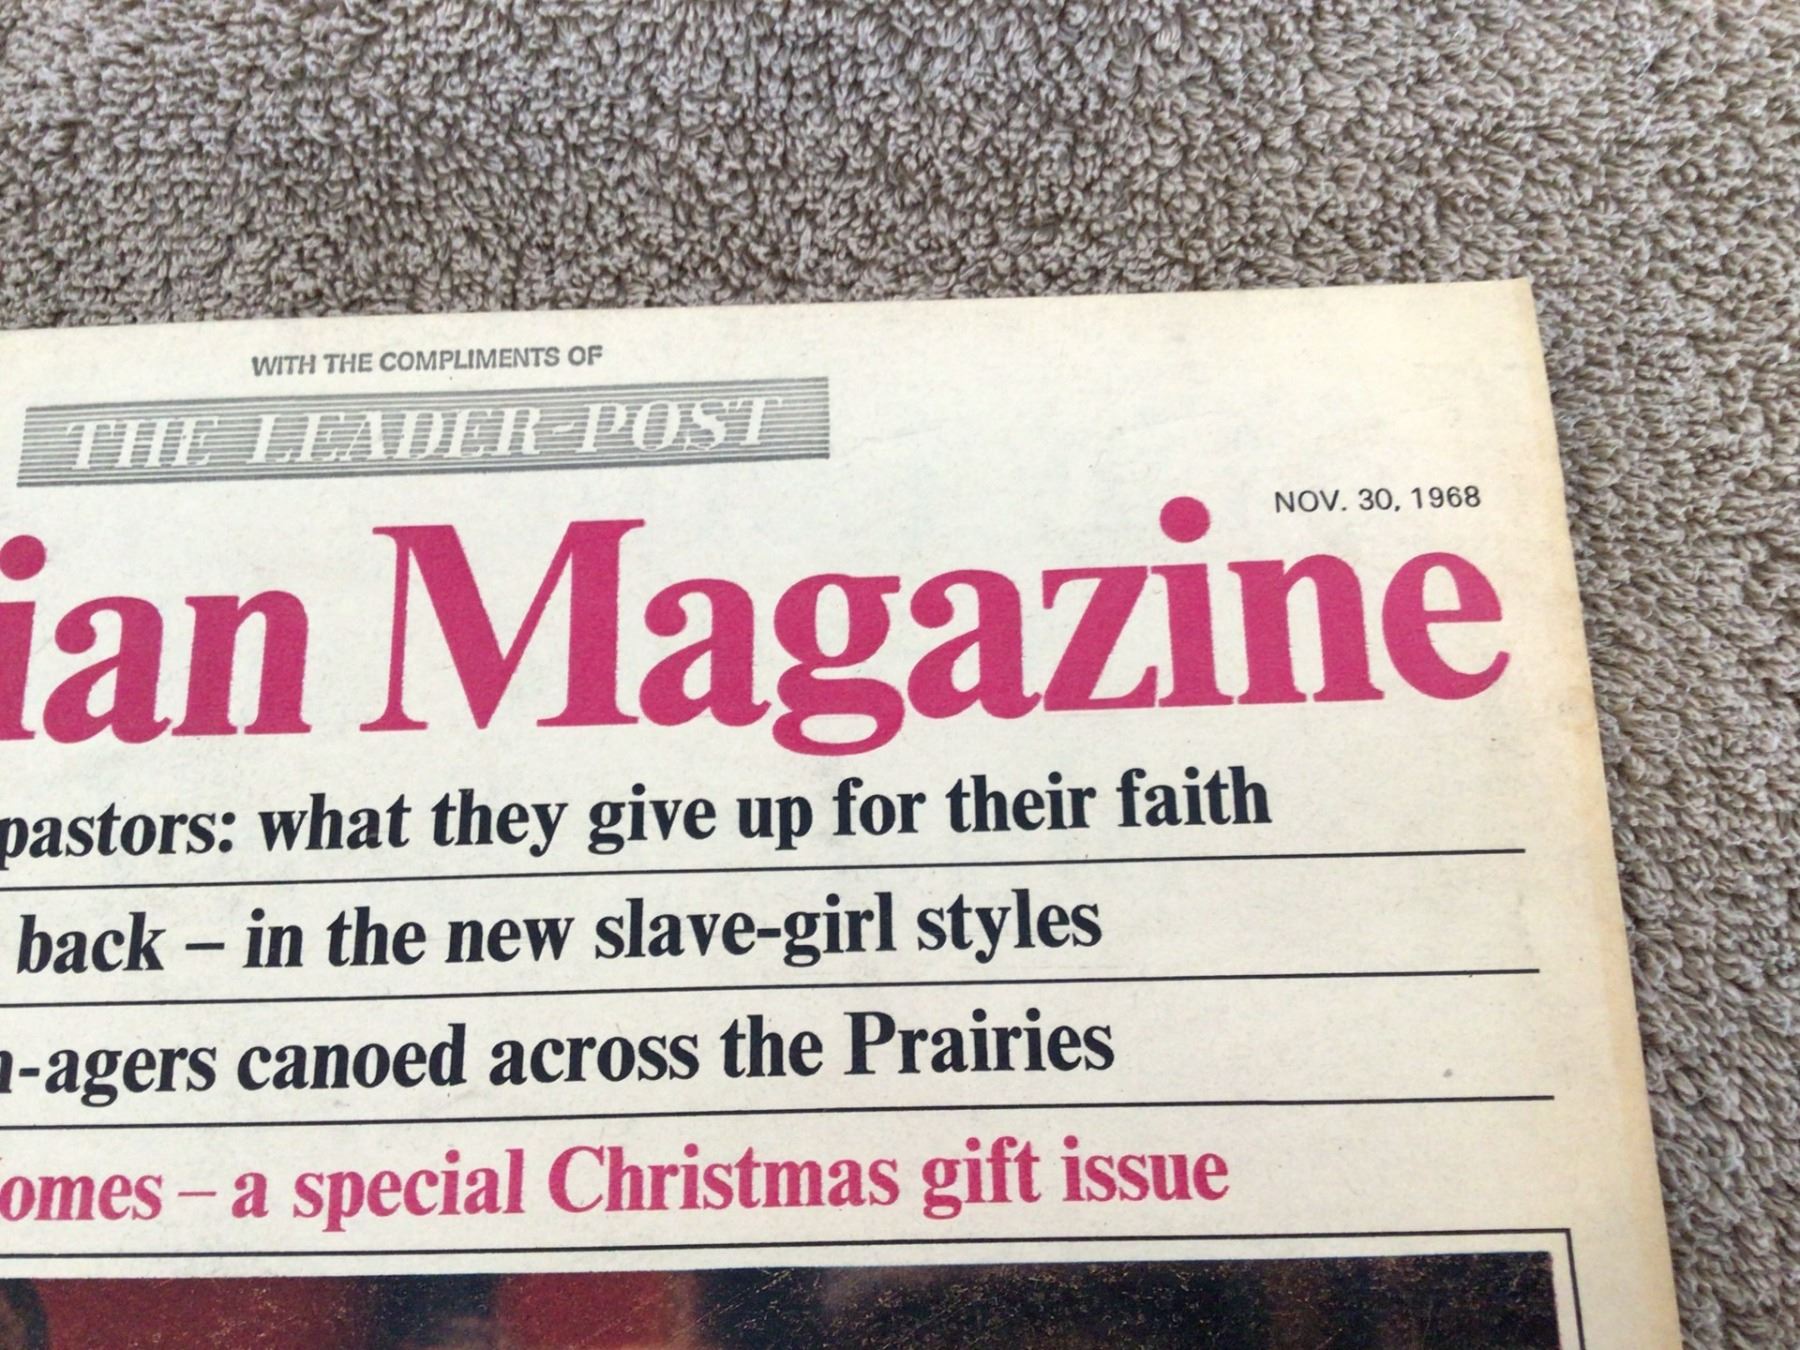 WITH THE COMPLIMENTS OF
THE LEADER-POST
NOV. 30, 1968
ian Magazine
pastors: what they give up for their faith
back – in the new slave-girl styles
n-agers canoed across the Prairies
omes – a special Christmas gift issue